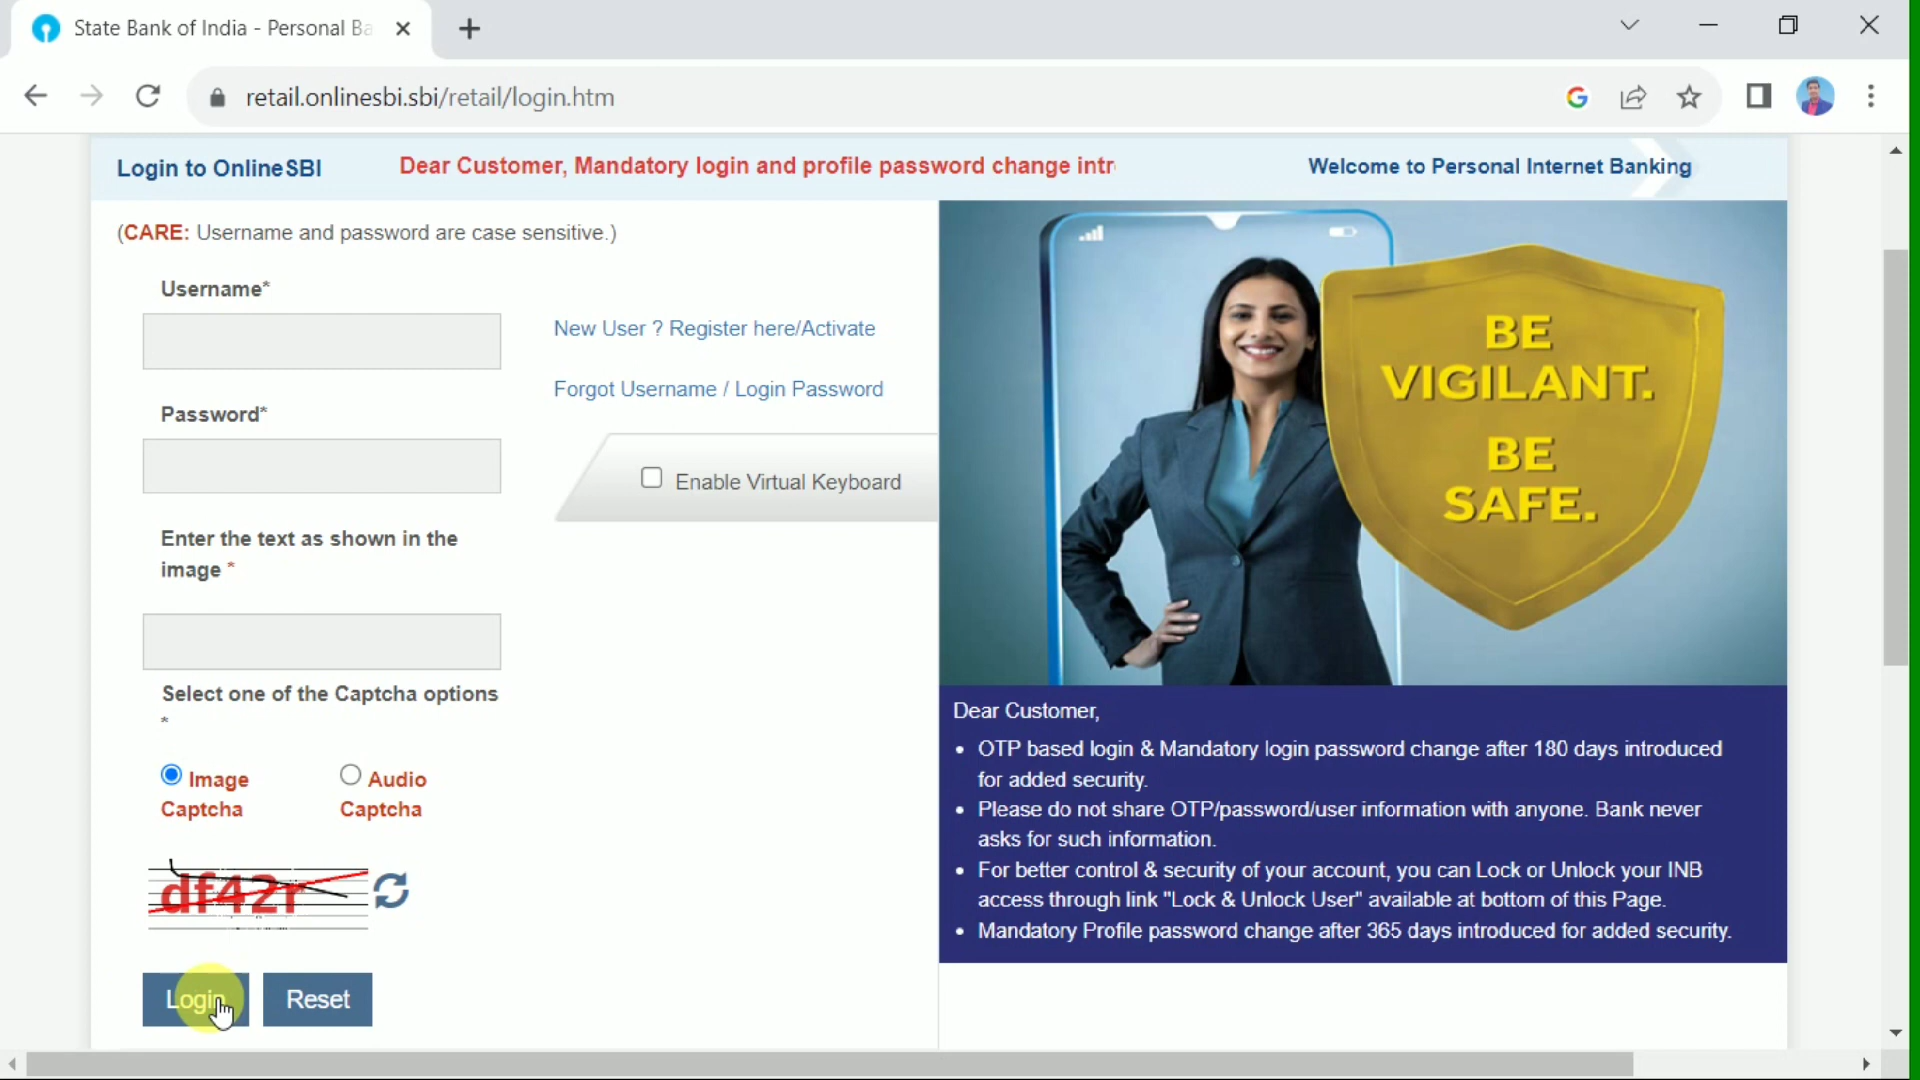 State Bank of India - Personal Ba
retail.onlinesbi.sbi/retail/login.htm
Login to OnlineSBI
Dear Customer, Mandatory login and profile password change intr
Welcome to Personal Internet Banking
(CARE: Username and password are case sensitive.)
Username*
New User ? Register here/Activate
Forgot Username / Login Password
Password*
Enable Virtual Keyboard
Enter the text as shown in the
image *
Select one of the Captcha options
*
Image
Captcha
Audio
Captcha
df42r
Login
Reset
BE
VIGILANT.
BE
SAFE.
Dear Customer,
• OTP based login & Mandatory login password change after 180 days introduced
for added security.
• Please do not share OTP/password/user information with anyone. Bank never
asks for such information.
• For better control & security of your account, you can Lock or Unlock your INB
access through link "Lock & Unlock User" available at bottom of this Page.
• Mandatory Profile password change after 365 days introduced for added security.